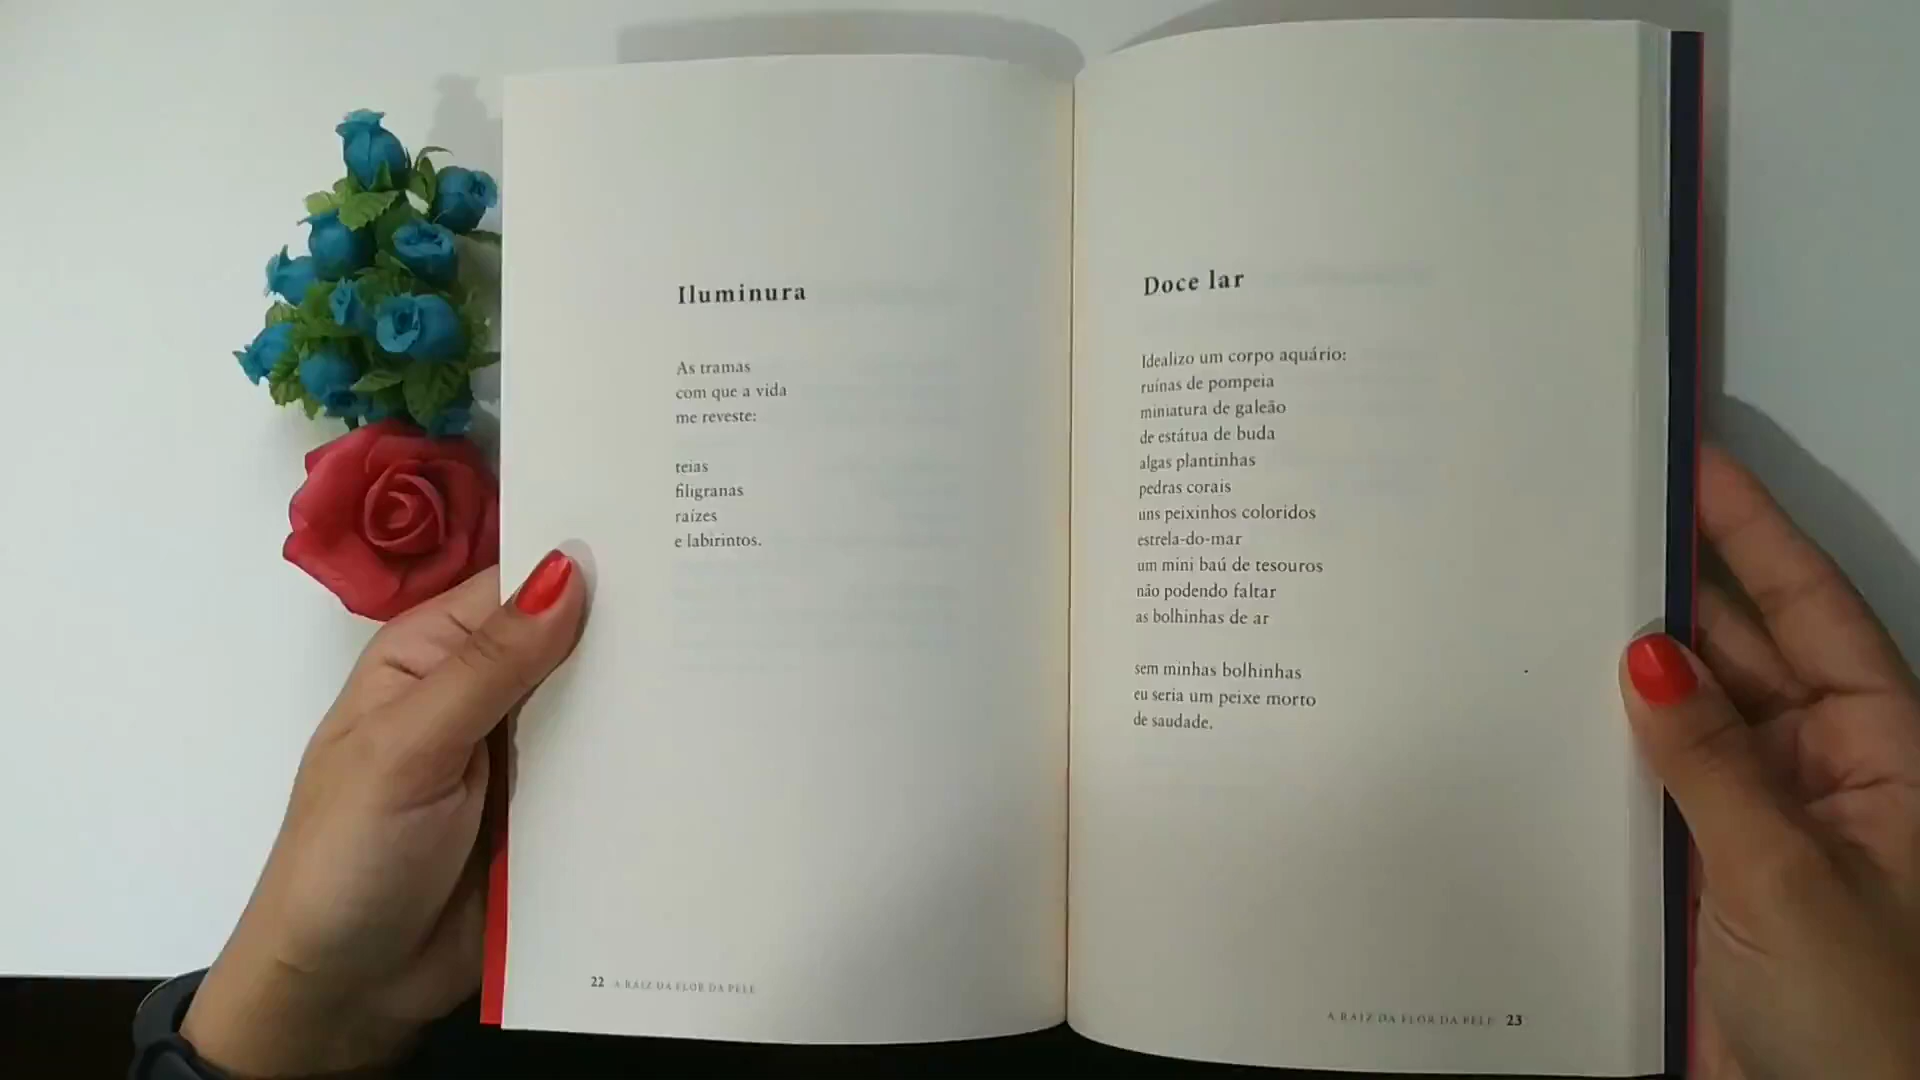 Iluminura
As tramas
com que a vida
me reveste:
teias
filigranas
raízes
e labirintos.
22 A RAIZ DA FLOR DA PELE
Doce lar
Idealizo um corpo aquário:
ruínas de pompeia
miniatura de galeão
de estátua de buda
algas plantinhas
pedras corais
uns peixinhos coloridos
estrela-do-mar
um mini baú de tesouros
não podendo faltar
as bolhinhas de ar
sem minhas bolhinhas
eu seria um peixe morto
de saudade.
A RAIZ DA FLOR DA PELE 23